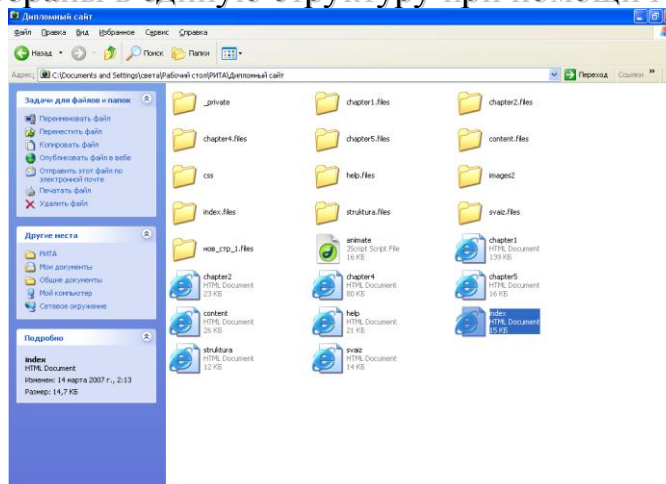 браны в единую структуру при помощи г
Дипломный сайт
Файл Правка Вид Избранное Сервис Справка
Назад Поиск Папки
Адрес: C:\Documents and Settings\света\Рабочий стол\РИТА\Дипломный сайт Переход Ссылки »
Задачи для файлов и папок
Переименовать файл
Переместить файл
Копировать файл
Опубликовать файл в вебе
Отправить этот файл по
электронной почте
Печатать файл
Удалить файл
Другие места
РИТА
Мои документы
Общие документы
Мой компьютер
Сетевое окружение
Подробно
index
HTML Document
Изменен: 14 марта 2007 г., 2:13
Размер: 14,7 КБ
_private
chapter1.files
chapter2.files
chapter4.files
chapter5.files
content.files
css
help.files
images2
index.files
struktura.files
svaiz.files
нов_стр_1.files
animate
JScript Script File
16 КБ
chapter1
HTML Document
139 КБ
chapter2
HTML Document
23 КБ
chapter4
HTML Document
80 КБ
chapter5
HTML Document
16 КБ
content
HTML Document
26 КБ
help
HTML Document
21 КБ
index
HTML Document
15 КБ
struktura
HTML Document
12 КБ
svaiz
HTML Document
14 КБ